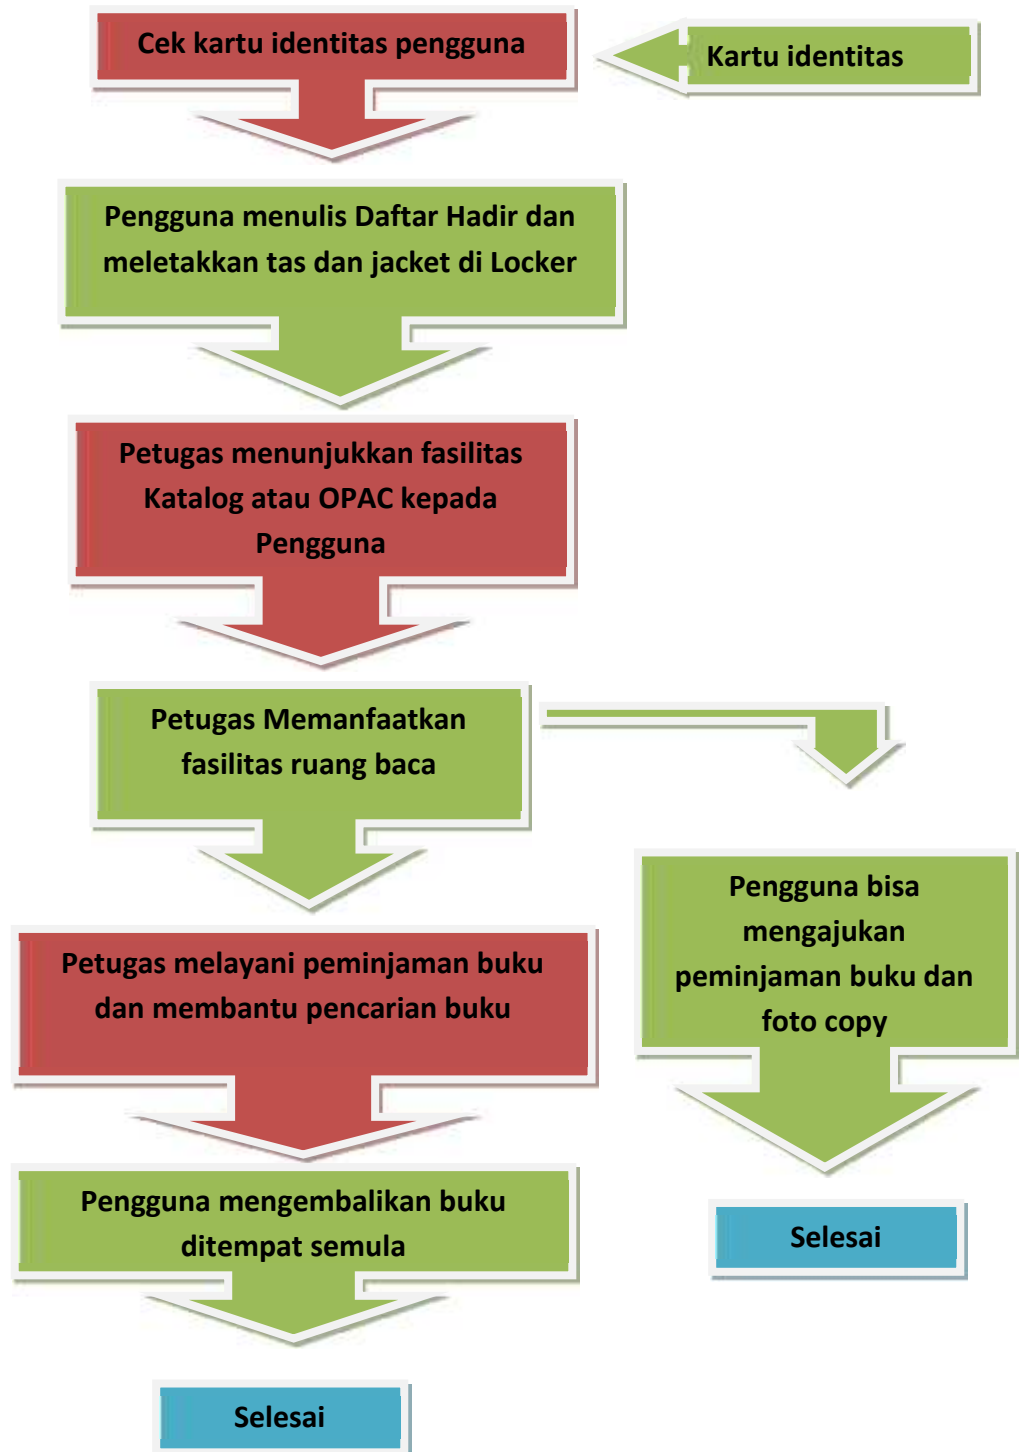 Cek kartu identitas pengguna
Kartu identitas
Pengguna menulis Daftar Hadir dan
meletakkan tas dan jacket di Locker
Petugas menunjukkan fasilitas
Katalog atau OPAC kepada
Pengguna
Petugas Memanfaatkan
fasilitas ruang baca
Pengguna bisa
mengajukan
peminjaman buku dan
foto copy
Petugas melayani peminjaman buku
dan membantu pencarian buku
Pengguna mengembalikan buku
ditempat semula
Selesai
Selesai